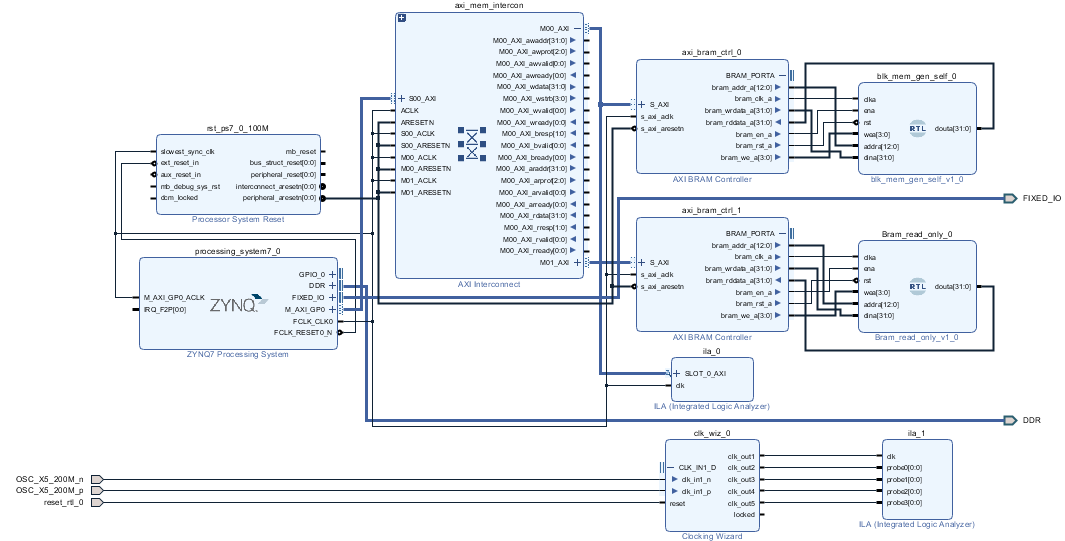 axi_mem_intercon
M00_AXI
M00_AXI_awaddr[31:0]
M00_AXI_awprot[2:0]
M00_AXI_awvalid[0:0]
M00_AXI_awready[0:0]
M00_AXI_wdata[31:0]
M00_AXI_wstrb[3:0]
M00_AXI_wvalid[0:0]
M00_AXI_wready[0:0]
M00_AXI_bresp[1:0]
M00_AXI_bvalid[0:0]
M00_AXI_bready[0:0]
M00_AXI_araddr[31:0]
M00_AXI_arprot[2:0]
M00_AXI_arvalid[0:0]
M00_AXI_arready[0:0]
M00_AXI_rdata[31:0]
M00_AXI_rresp[1:0]
M00_AXI_rvalid[0:0]
M00_AXI_rready[0:0]
M01_AXI
S00_AXI
ACLK
ARESETN
S00_ACLK
S00_ARESETN
M00_ACLK
M00_ARESETN
M01_ACLK
M01_ARESETN
AXI Interconnect
rst_ps7_0_100M
slowest_sync_clk
ext_reset_in
aux_reset_in
mb_debug_sys_rst
dcm_locked
mb_reset
bus_struct_reset[0:0]
peripheral_reset[0:0]
interconnect_aresetn[0:0]
peripheral_aresetn[0:0]
Processor System Reset
processing_system7_0
M_AXI_GP0_ACLK
IRQ_F2P[0:0]
ZYNQ
GPIO_0
DDR
FIXED_IO
M_AXI_GP0
FCLK_CLK0
FCLK_RESET0_N
ZYNQ7 Processing System
axi_bram_ctrl_0
S_AXI
s_axi_aclk
s_axi_aresetn
BRAM_PORTA
bram_addr_a[12:0]
bram_clk_a
bram_wrdata_a[31:0]
bram_rddata_a[31:0]
bram_en_a
bram_rst_a
bram_we_a[3:0]
AXI BRAM Controller
blk_mem_gen_self_0
clka
ena
rst
wea[3:0]
addra[12:0]
dina[31:0]
RTL
douta[31:0]
blk_mem_gen_self_v1_0
FIXED_IO
axi_bram_ctrl_1
S_AXI
s_axi_aclk
s_axi_aresetn
BRAM_PORTA
bram_addr_a[12:0]
bram_clk_a
bram_wrdata_a[31:0]
bram_rddata_a[31:0]
bram_en_a
bram_rst_a
bram_we_a[3:0]
AXI BRAM Controller
Bram_read_only_0
clka
ena
rst
wea[3:0]
addra[12:0]
dina[31:0]
RTL
douta[31:0]
Bram_read_only_v1_0
ila_0
SLOT_0_AXI
clk
ILA (Integrated Logic Analyzer)
DDR
OSC_X5_200M_n
OSC_X5_200M_p
reset_rtl_0
clk_wiz_0
CLK_IN1_D
clk_in1_n
clk_in1_p
reset
clk_out1
clk_out2
clk_out3
clk_out4
clk_out5
locked
Clocking Wizard
ila_1
clk
probe0[0:0]
probe1[0:0]
probe2[0:0]
probe3[0:0]
ILA (Integrated Logic Analyzer)